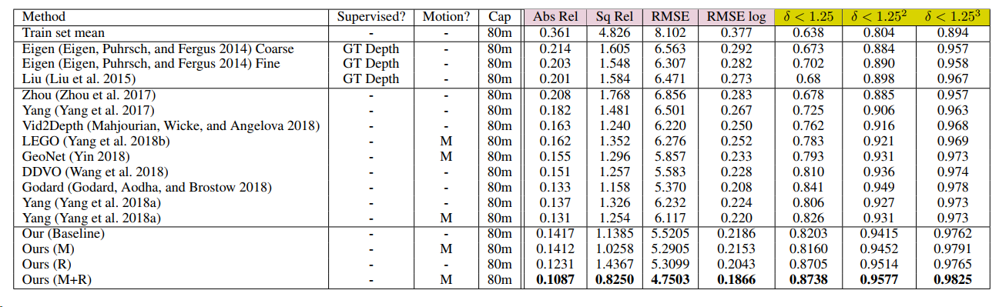 Method Supervised? Motion? Cap Abs Rel Sq Rel RMSE RMSE log δ < 1.25 δ < 1.25² δ < 1.25³
Train set mean - - 80m 0.361 4.826 8.102 0.377 0.638 0.804 0.894
Eigen (Eigen, Puhrsch, and Fergus 2014) Coarse GT Depth - 80m 0.214 1.605 6.563 0.292 0.673 0.884 0.957
Eigen (Eigen, Puhrsch, and Fergus 2014) Fine GT Depth - 80m 0.203 1.548 6.307 0.282 0.702 0.890 0.958
Liu (Liu et al. 2015) GT Depth - 80m 0.201 1.584 6.471 0.273 0.68 0.898 0.967
Zhou (Zhou et al. 2017) - - 80m 0.208 1.768 6.856 0.283 0.678 0.885 0.957
Yang (Yang et al. 2017) - - 80m 0.182 1.481 6.501 0.267 0.725 0.906 0.963
Vid2Depth (Mahjourian, Wicke, and Angelova 2018) - - 80m 0.163 1.240 6.220 0.250 0.762 0.916 0.968
LEGO (Yang et al. 2018b) - M 80m 0.162 1.352 6.276 0.252 0.783 0.921 0.969
GeoNet (Yin 2018) - M 80m 0.155 1.296 5.857 0.233 0.793 0.931 0.973
DDVO (Wang et al. 2018) - - 80m 0.151 1.257 5.583 0.228 0.810 0.936 0.974
Godard (Godard, Aodha, and Brostow 2018) - - 80m 0.133 1.158 5.370 0.208 0.841 0.949 0.978
Yang (Yang et al. 2018a) - - 80m 0.137 1.326 6.232 0.224 0.806 0.927 0.973
Yang (Yang et al. 2018a) - M 80m 0.131 1.254 6.117 0.220 0.826 0.931 0.973
Our (Baseline) - - 80m 0.1417 1.1385 5.5205 0.2186 0.8203 0.9415 0.9762
Ours (M) - M 80m 0.1412 1.0258 5.2905 0.2153 0.8160 0.9452 0.9791
Ours (R) - - 80m 0.1231 1.4367 5.3099 0.2043 0.8705 0.9514 0.9765
Ours (M+R) - M 80m 0.1087 0.8250 4.7503 0.1866 0.8738 0.9577 0.9825